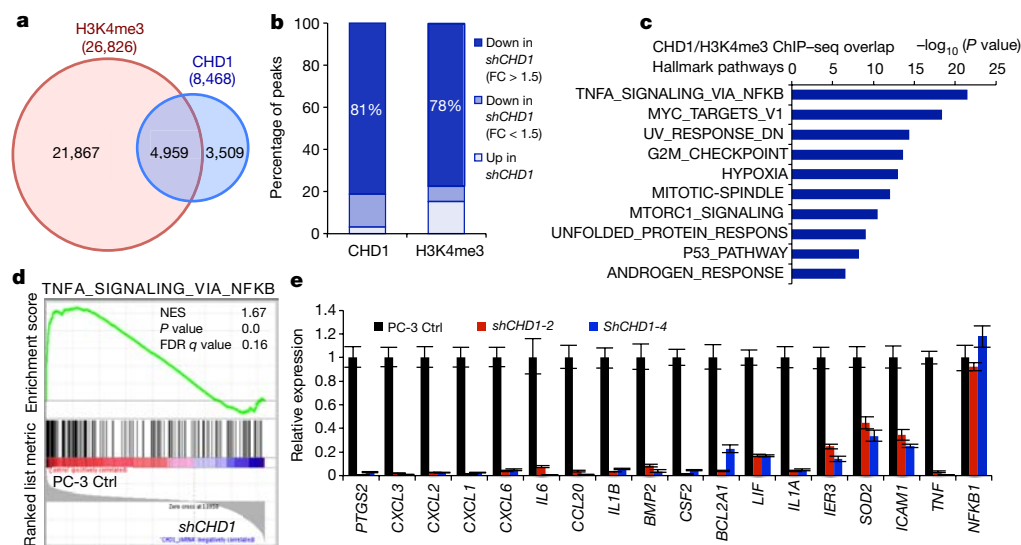 a
H3K4me3
(26,826)
CHD1
(8,468)
21,867
4,959
3,509
b
Percentage of peaks
100
80
60
40
20
0
81%
78%
CHD1
H3K4me3
Down in
shCHD1
(FC > 1.5)
Down in
shCHD1
(FC < 1.5)
Up in
shCHD1
c
CHD1/H3K4me3 ChIP–seq overlap
Hallmark pathways
–log10 (P value)
0 5 10 15 20 25
TNFA_SIGNALING_VIA_NFKB
MYC_TARGETS_V1
UV_RESPONSE_DN
G2M_CHECKPOINT
HYPOXIA
MITOTIC-SPINDLE
MTORC1_SIGNALING
UNFOLDED_PROTEIN_RESPONS
P53_PATHWAY
ANDROGEN_RESPONSE
d
TNFA_SIGNALING_VIA_NFKB
Enrichment score
NES 1.67
P value 0.0
FDR q value 0.16
Ranked list metric
PC-3 Ctrl
shCHD1
e
Relative expression
1.4
1.2
1
0.8
0.6
0.4
0.2
0
PC-3 Ctrl
shCHD1-2
ShCHD1-4
PTGS2
CXCL3
CXCL2
CXCL1
CXCL6
IL6
CCL20
IL1B
BMP2
CSF2
BCL2A1
LIF
IL1A
IER3
SOD2
ICAM1
TNF
NFKB1